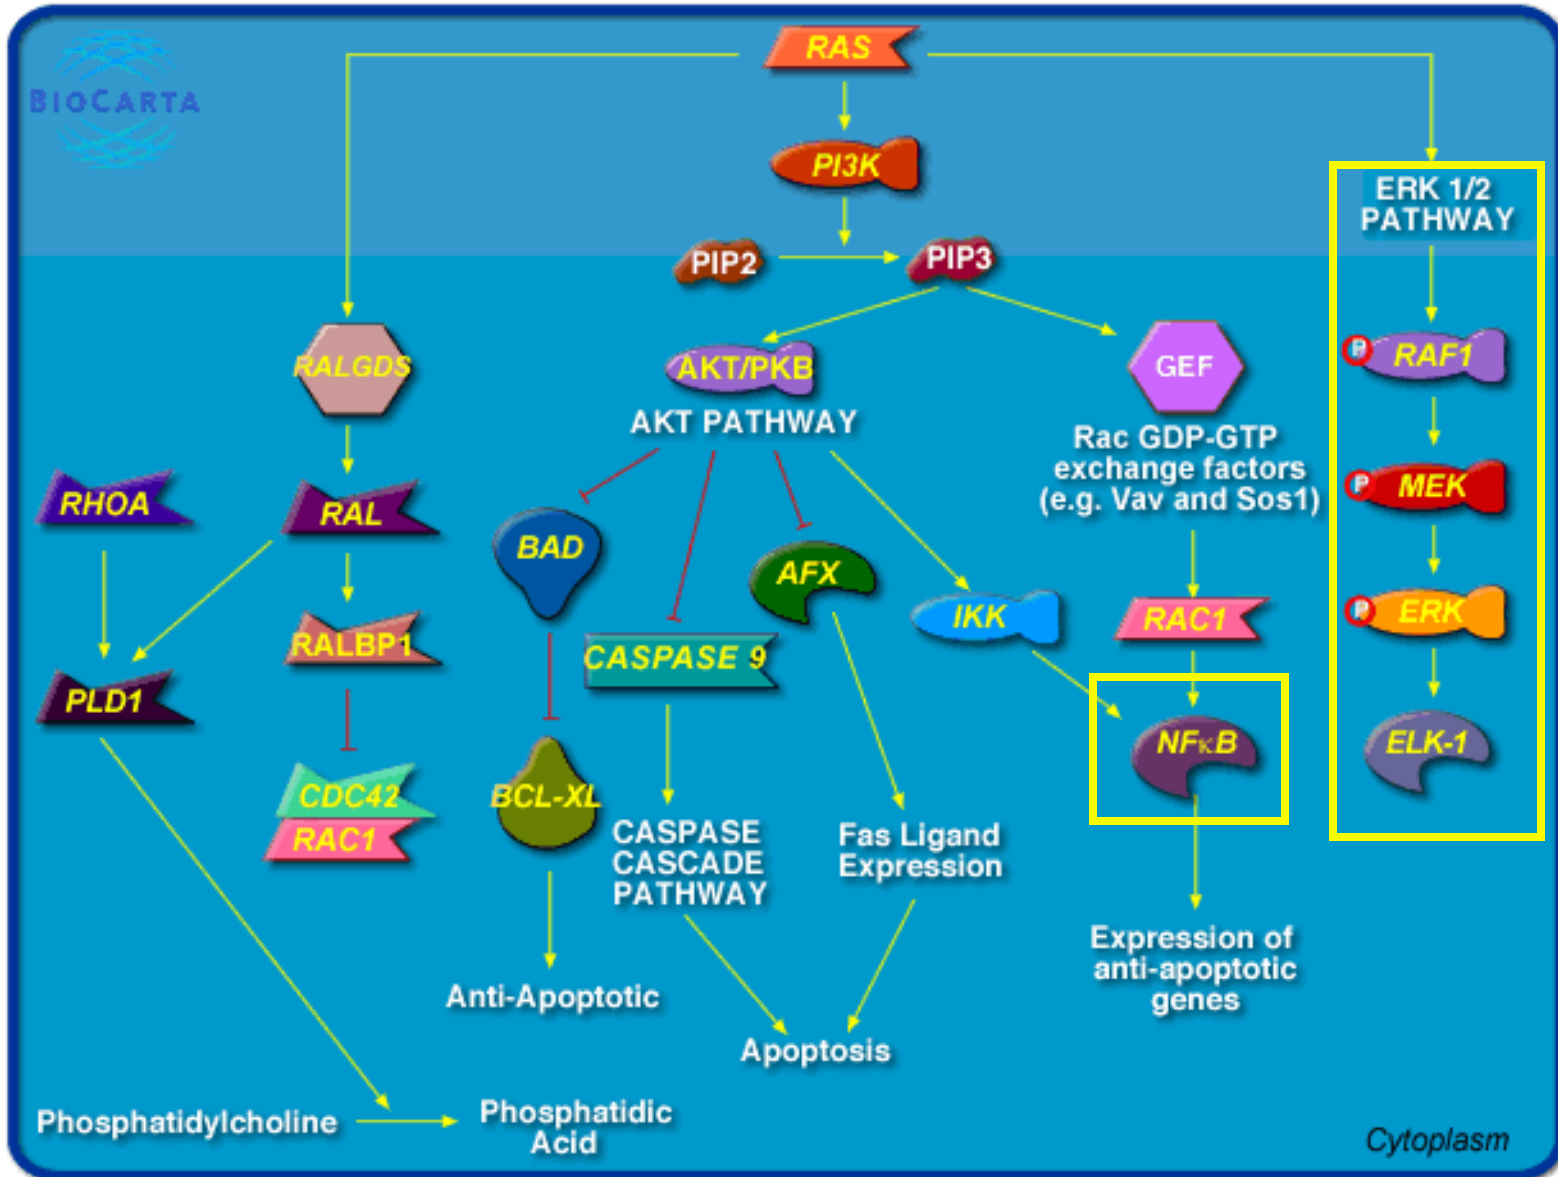 BIOCARTA
RAS
PI3K
ERK 1/2
PATHWAY
PIP2
PIP3
RALGDS
AKT/PKB
GEF
P
RAF1
AKT PATHWAY
Rac GDP-GTP
exchange factors
(e.g. Vav and Sos1)
RHOA
RAL
P
MEK
BAD
AFX
IKK
RAC1
P
ERK
RALBP1
CASPASE 9
PLD1
NFκB
ELK-1
CDC42
RAC1
BCL-XL
CASPASE
CASCADE
PATHWAY
Fas Ligand
Expression
Expression of
anti-apoptotic
genes
Anti-Apoptotic
Apoptosis
Phosphatidylcholine
Phosphatidic
Acid
Cytoplasm